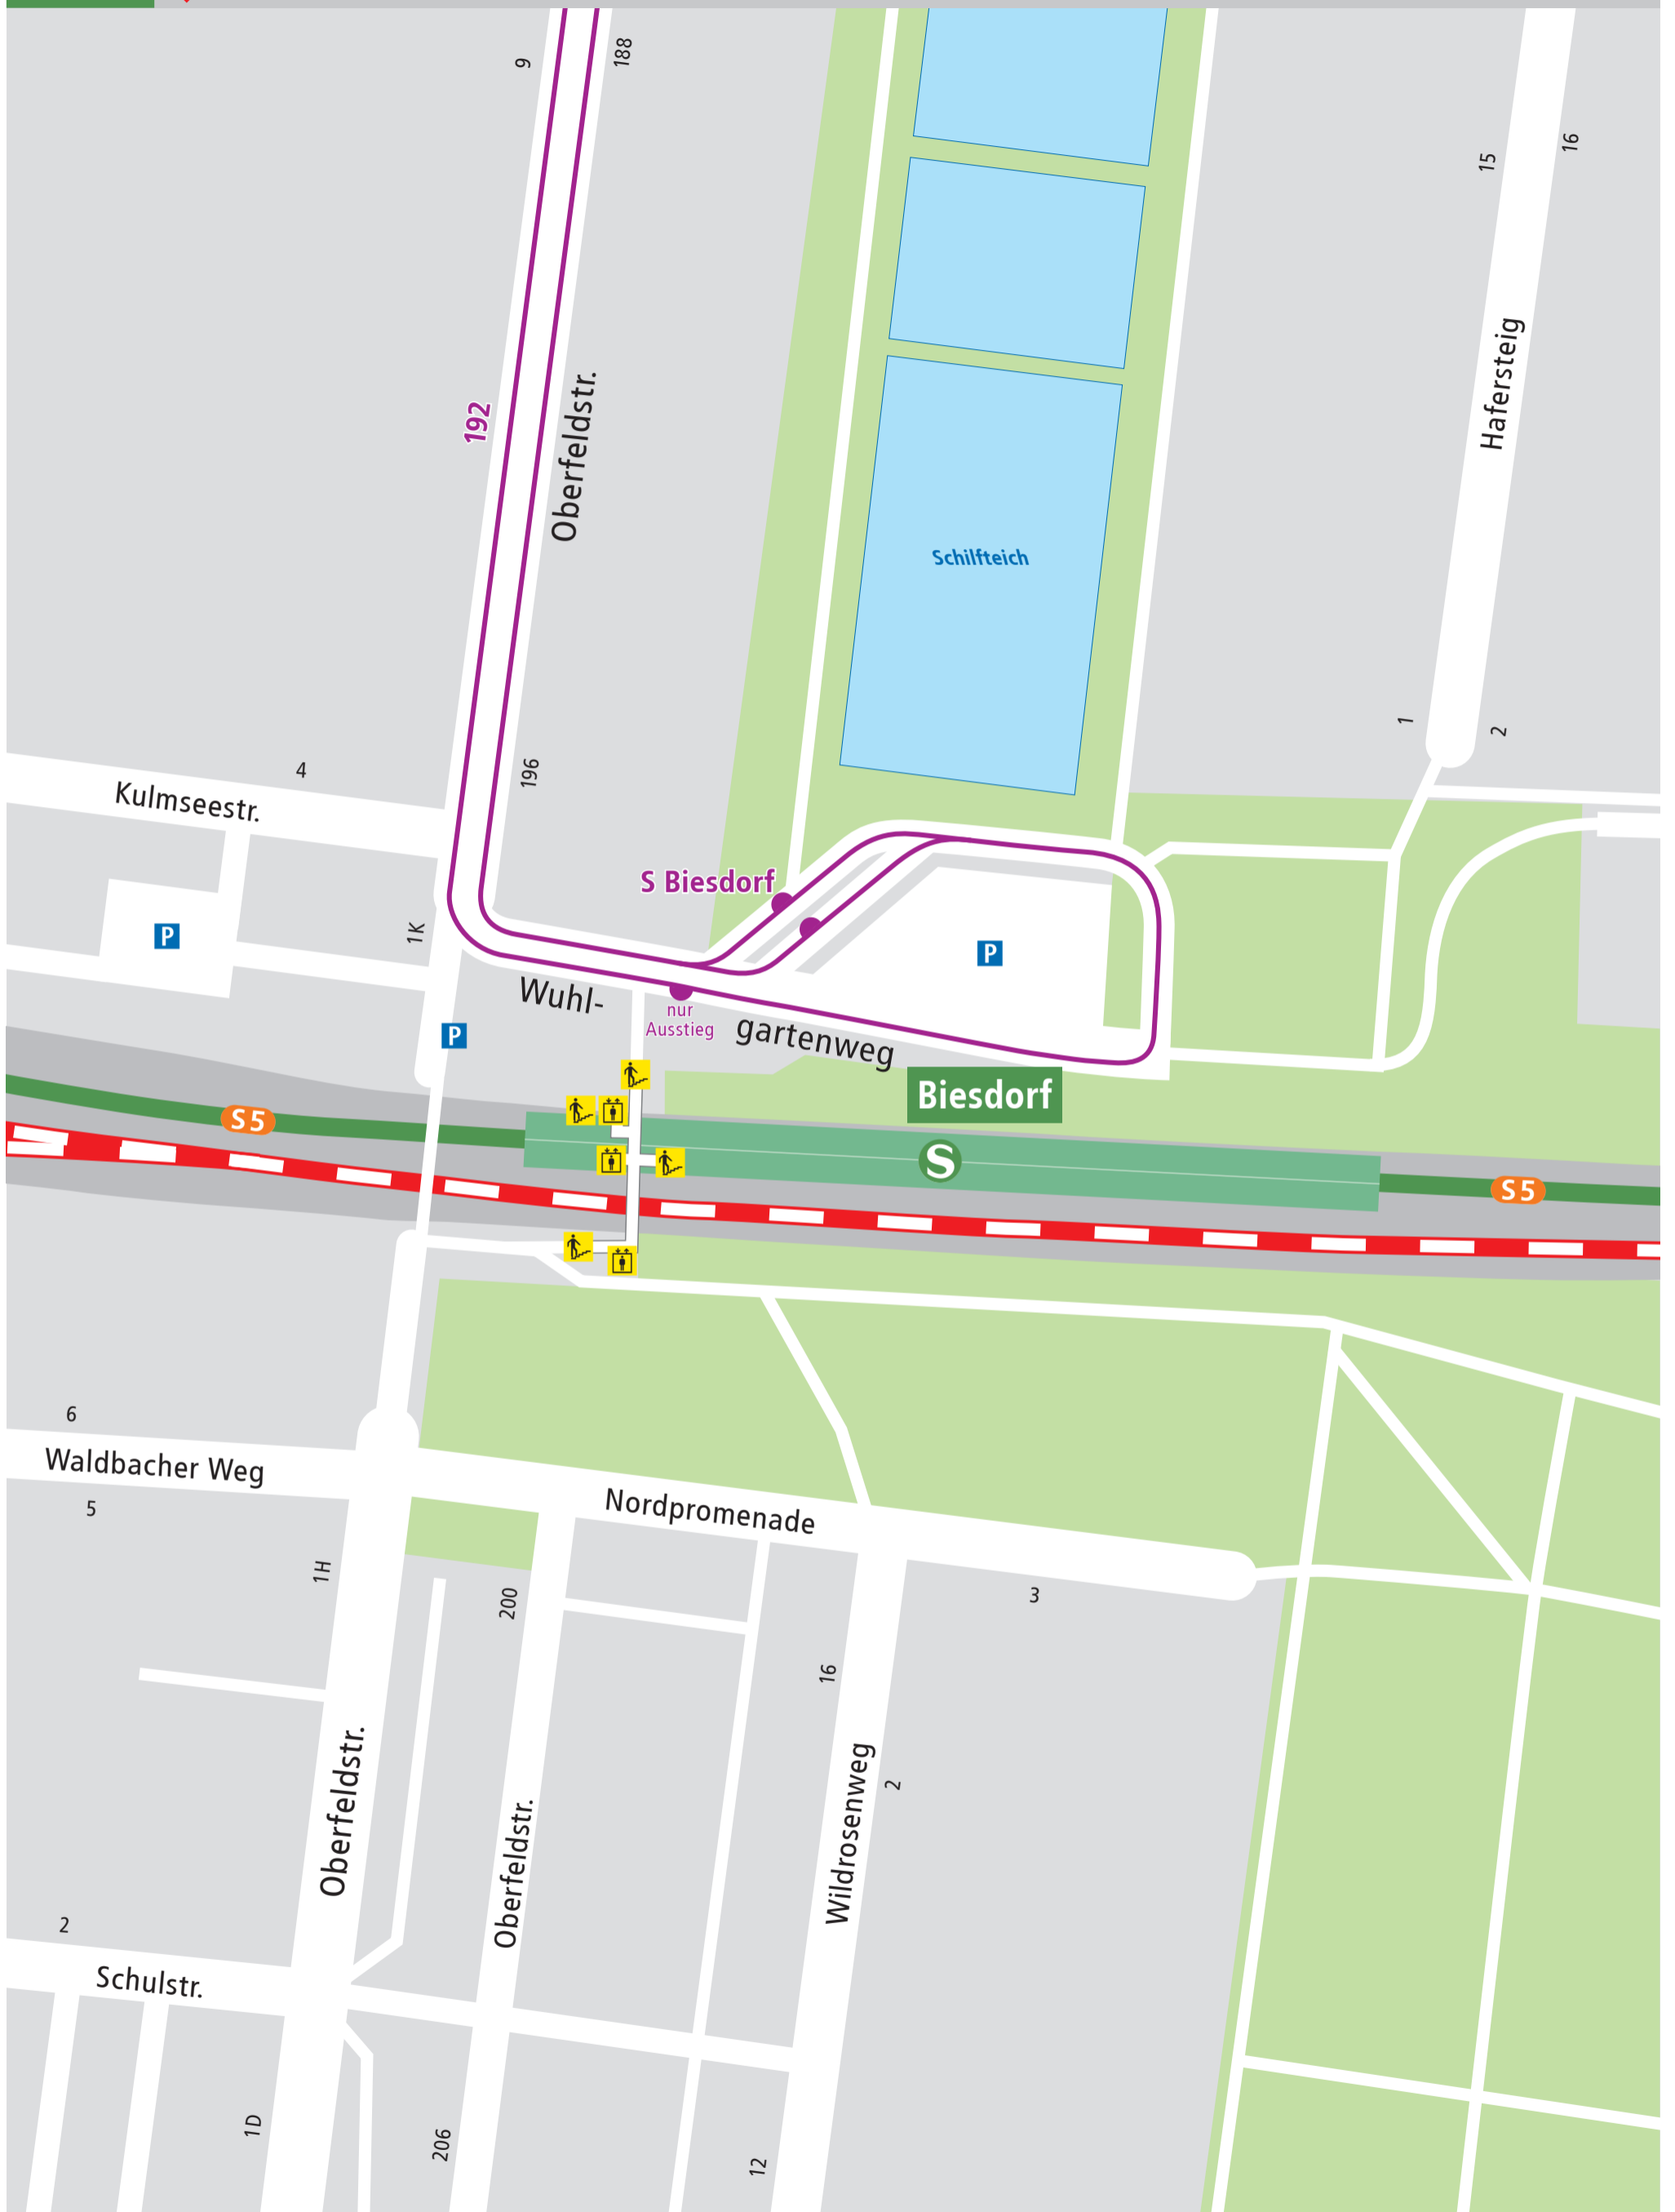 9
188
15
16
Hafersteig
192
Oberfeldstr.
Schilfteich
1
2
196
4
Kulmseestr.
S Biesdorf
1K
P
P
Wuhl-
gartenweg
nur
Ausstieg
P
Biesdorf
S5
S
S5
6
Waldbacher Weg
5
Nordpromenade
1H
200
3
16
2
Oberfeldstr.
Oberfeldstr.
Wildrosenweg
2
Schulstr.
1D
206
12